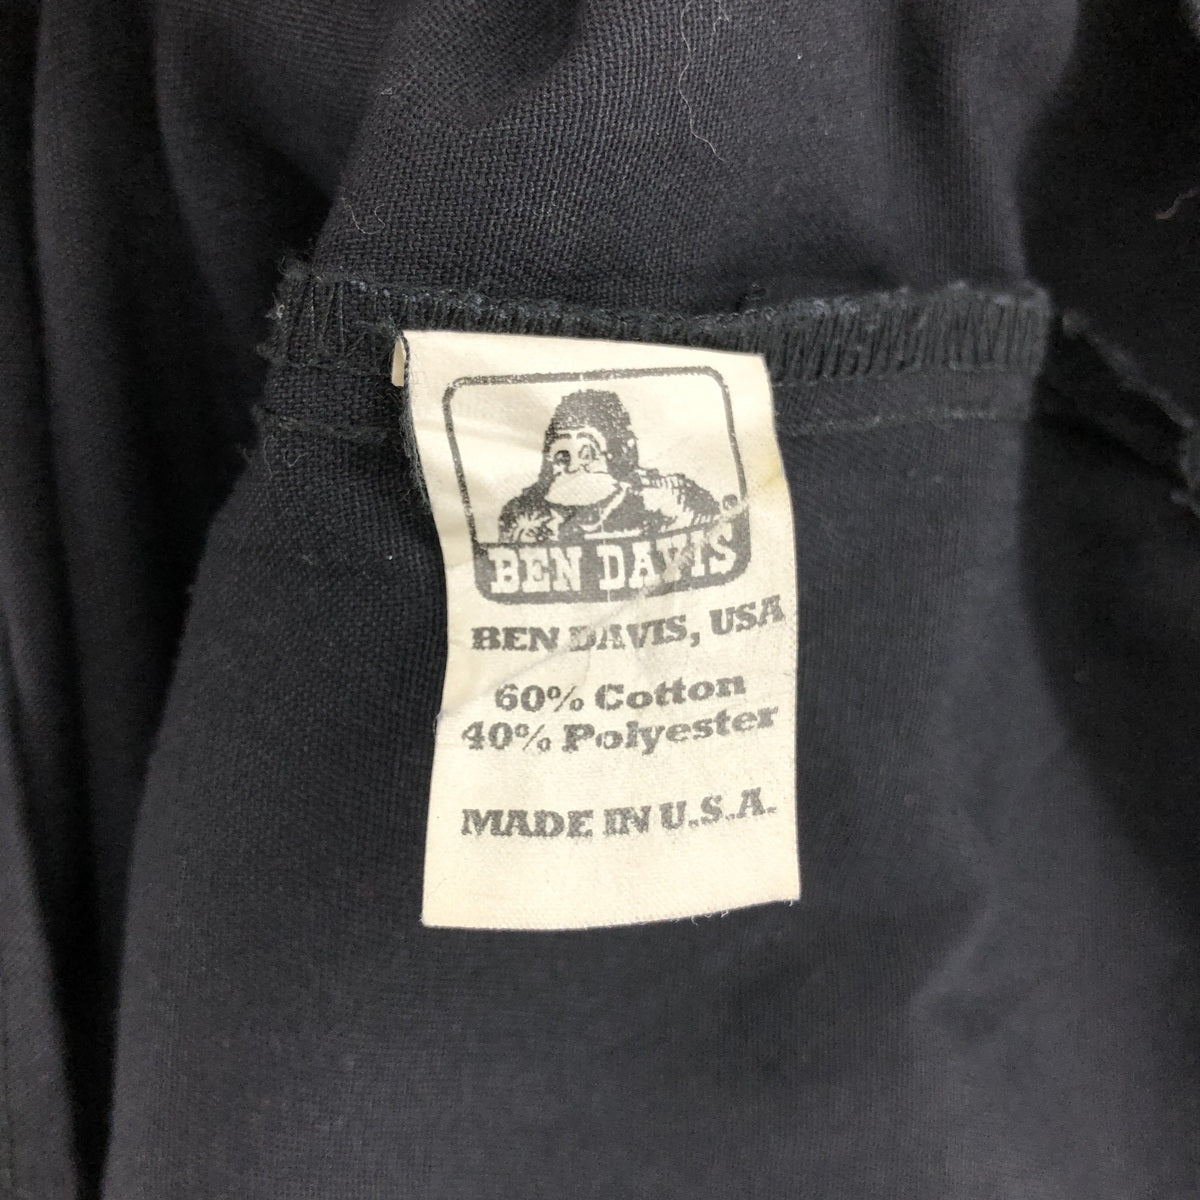 BEN DAVIS
BEN DAVIS, USA
60% Cotton
40% Polyester
MADE IN U.S.A.